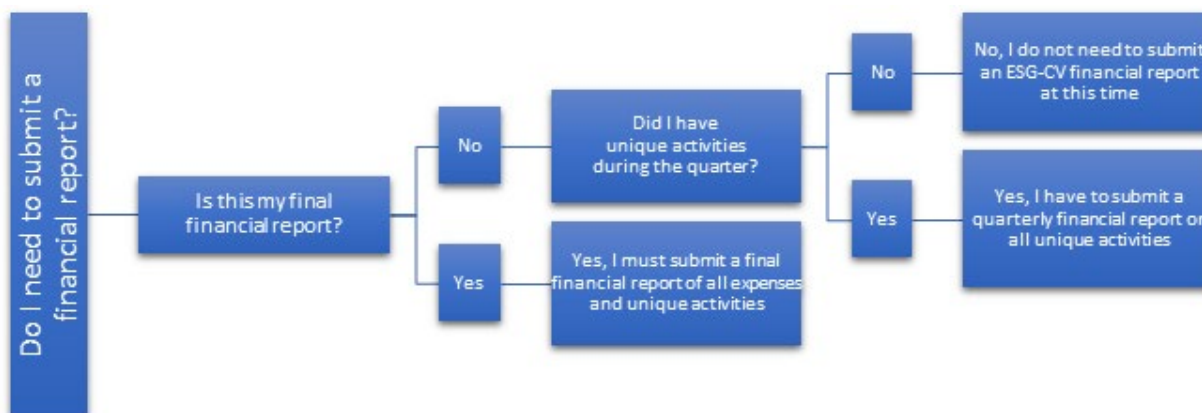 Do I need to submit a
financial report?
Is this my final
financial report?
No
Did I have
unique activities
during the quarter?
No
No, I do not need to submit
an ESG-CV financial report
at this time
Yes
Yes, I have to submit a
quarterly financial report on
all unique activities
Yes
Yes, I must submit a final
financial report of all expenses
and unique activities